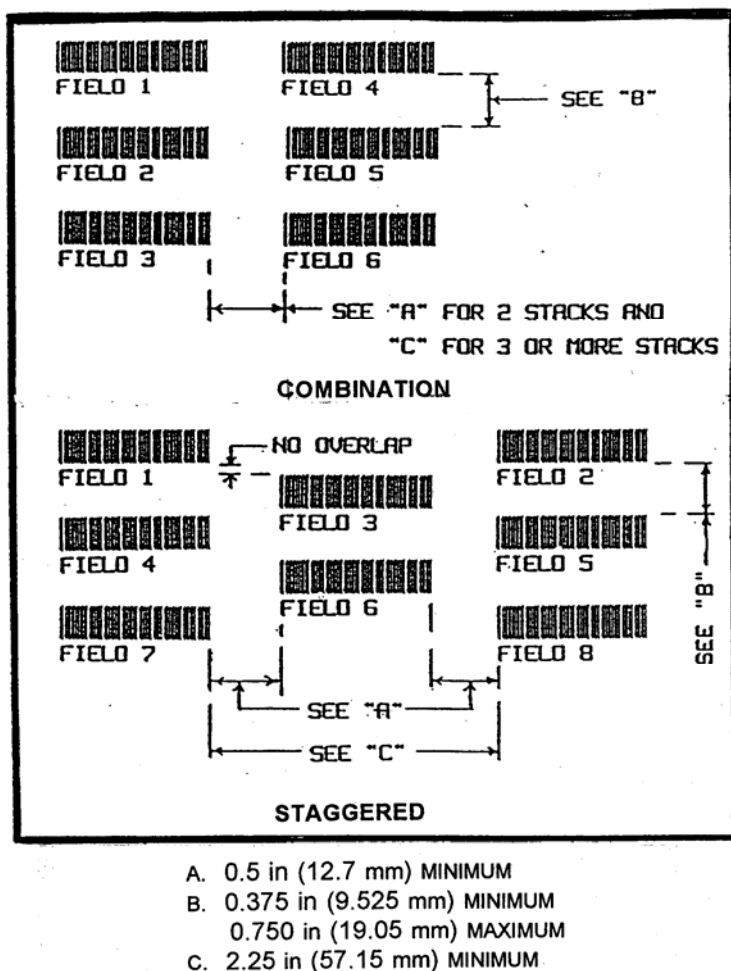 FIELD 1 FIELD 4
SEE "B"
FIELD 2 FIELD 5
FIELD 3 FIELD 6
SEE "A" FOR 2 STACKS AND
"C" FOR 3 OR MORE STACKS
COMBINATION
NO OVERLAP
FIELD 1 FIELD 2
FIELD 3
FIELD 4 FIELD 5
FIELD 6
FIELD 7 FIELD 8
SEE "B"
SEE "A"
SEE "C"
STAGGERED
A. 0.5 in (12.7 mm) MINIMUM
B. 0.375 in (9.525 mm) MINIMUM
0.750 in (19.05 mm) MAXIMUM
C. 2.25 in (57.15 mm) MINIMUM